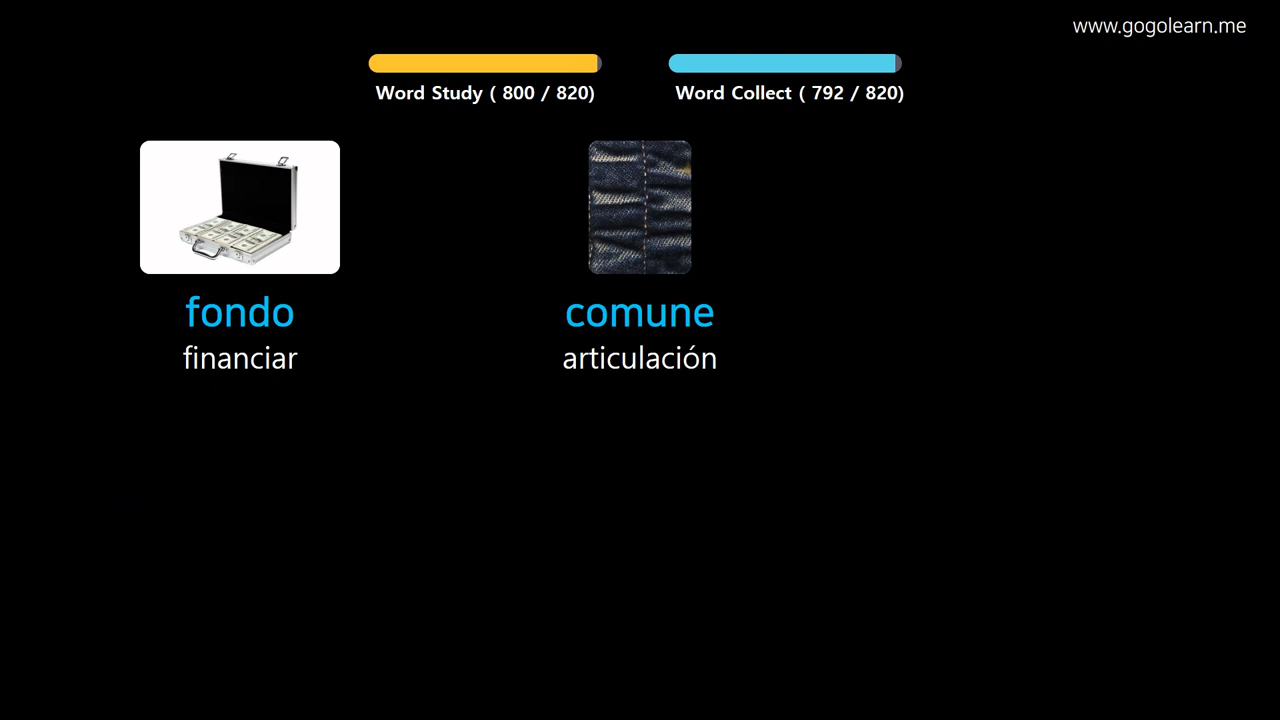 www.gogolearn.me
Word Study ( 800 / 820)
Word Collect ( 792 / 820)
fondo
financiar
comune
articulación